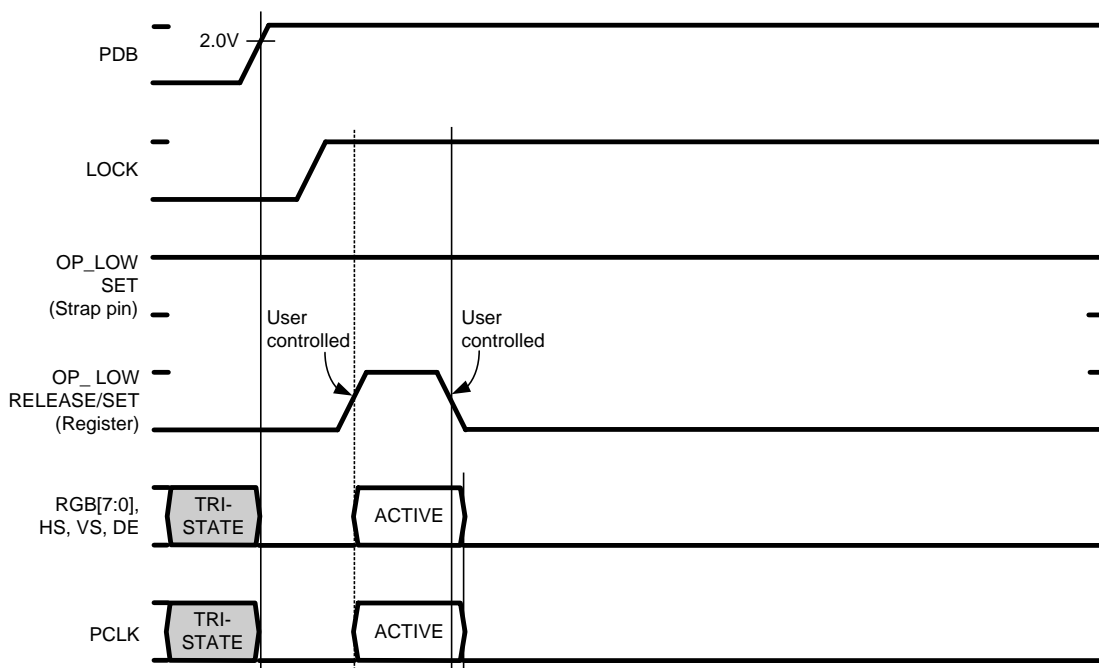 PDB
2.0V
LOCK
OP_LOW
SET
(Strap pin)
User
controlled
User
controlled
OP_ LOW
RELEASE/SET
(Register)
RGB[7:0],
HS, VS, DE
TRI-
STATE
ACTIVE
PCLK
TRI-
STATE
ACTIVE